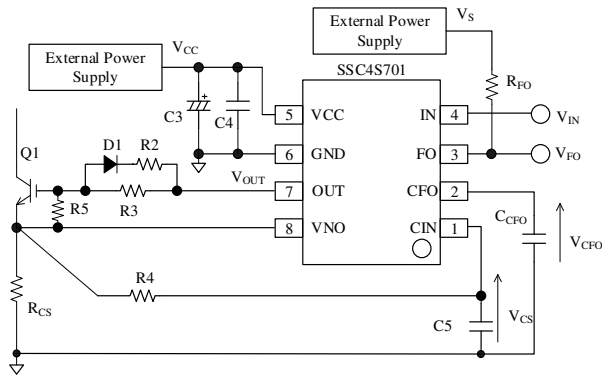 External Power
Supply
V_S
External Power
Supply
V_CC
SSC4S701
R_FO
C3
+
C4
5 VCC
IN 4
V_IN
Q1
D1
R2
6 GND
FO 3
V_FO
V_OUT
R5
R3
7 OUT
CFO 2
C_CFO
V_CFO
8 VNO
CIN 1
R4
R_CS
C5
V_CS